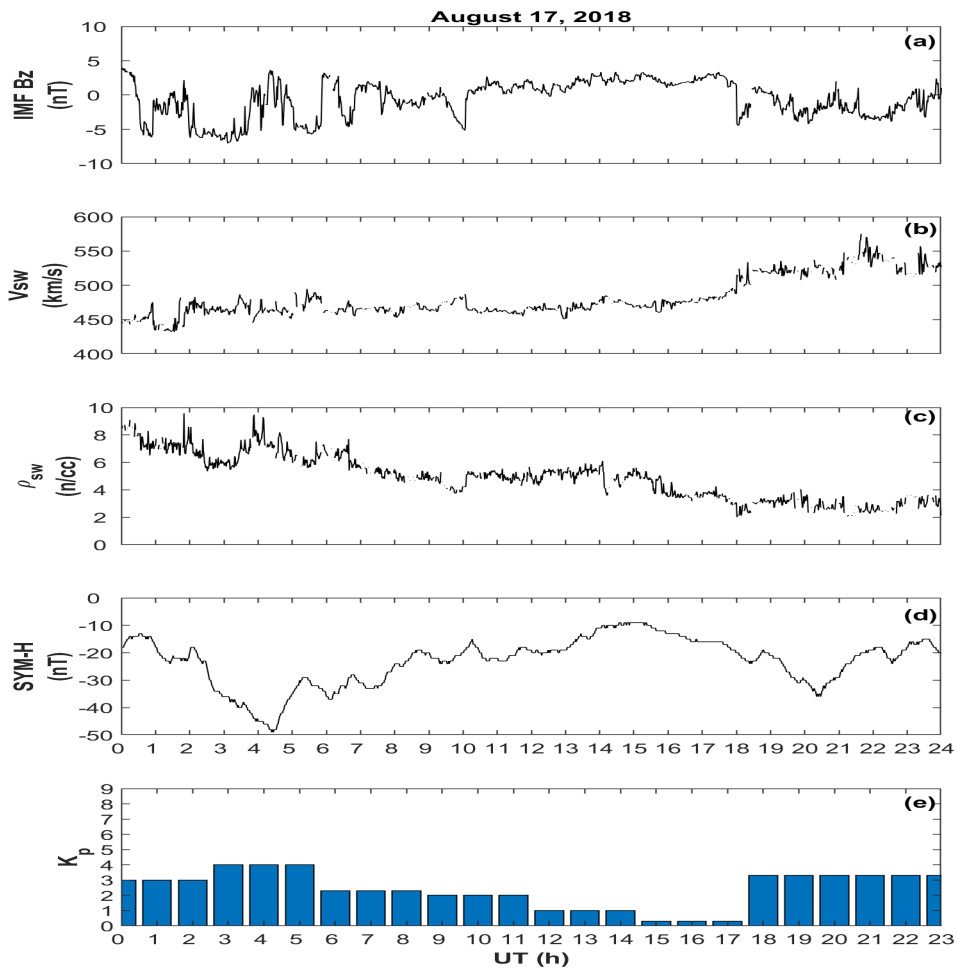 August 17, 2018
(a)
IMF Bz
(nT)
10
5
0
-5
-10
(b)
Vsw
(km/s)
600
550
500
450
400
(c)
ρsw
(n/cc)
10
8
6
4
2
0
(d)
SYM-H
(nT)
0
-10
-20
-30
-40
-50
0 1 2 3 4 5 6 7 8 9 10 11 12 13 14 15 16 17 18 19 20 21 22 23 24
(e)
Kp
9
8
7
6
5
4
3
2
1
0
0 1 2 3 4 5 6 7 8 9 10 11 12 13 14 15 16 17 18 19 20 21 22 23
UT (h)